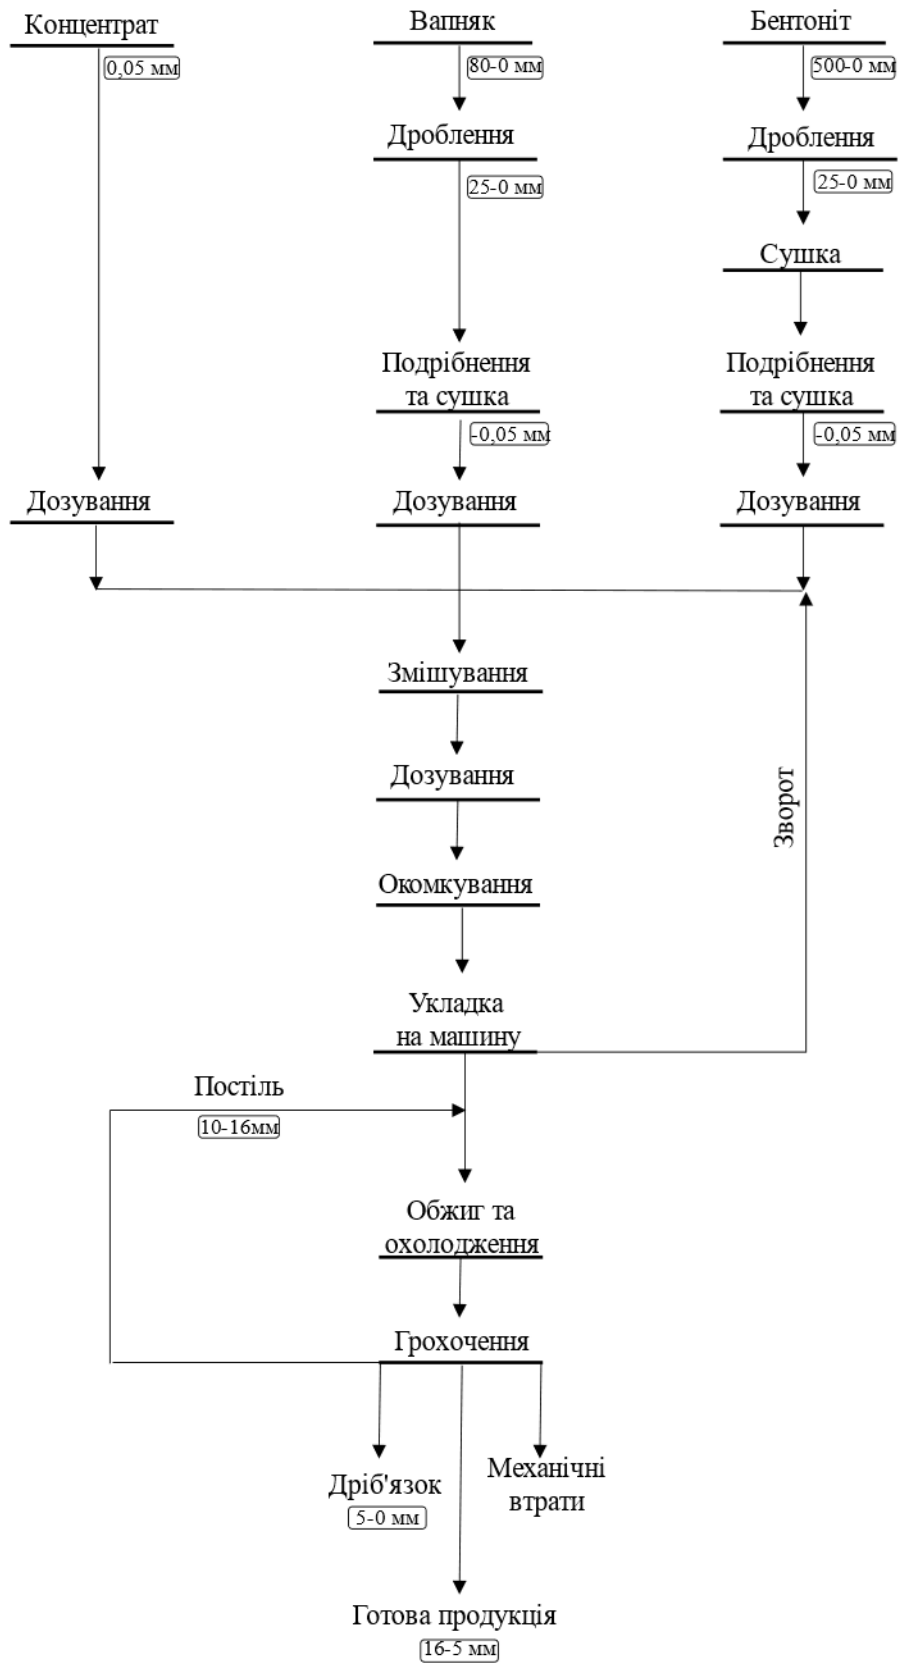 Концентрат
Вапняк
Бентоніт
0,05 мм
80-0 мм
500-0 мм
Дроблення
Дроблення
25-0 мм
25-0 мм
Сушка
Подрібнення
та сушка
Подрібнення
та сушка
-0,05 мм
-0,05 мм
Дозування
Дозування
Дозування
Змішування
Дозування
Зворот
Окомкування
Укладка
на машину
Постіль
10-16мм
Обжиг та
охолодження
Грохочення
Дріб'язок
5-0 мм
Механічні
втрати
Готова продукція
16-5 мм